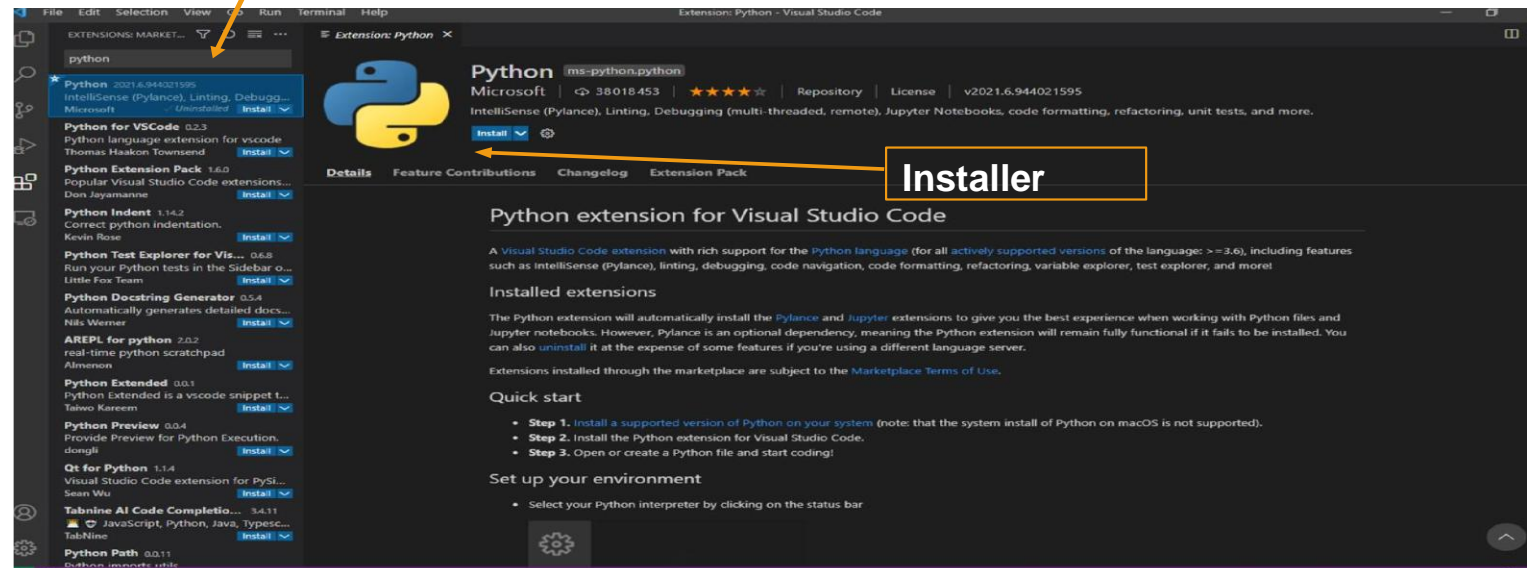 File Edit Selection View Go Run Terminal Help
Extension: Python - Visual Studio Code
EXTENSIONS: MARKET...
python
Python 2021.6.944021595
IntelliSense (Pylance), Linting, Debugg...
Microsoft Uninstalled Install
Python for VSCode 0.2.3
Python language extension for vscode
Thomas Haakon Townsend Install
Python Extension Pack 1.6.0
Popular Visual Studio Code extensions...
Don Jayamanne Install
Python Indent 1.14.2
Correct python indentation.
Kevin Rose Install
Python Test Explorer for Vis... 0.6.8
Run your Python tests in the Sidebar o...
Little Fox Team Install
Python Docstring Generator 0.5.4
Automatically generates detailed docs...
Nils Werner Install
AREPL for python 2.0.2
real-time python scratchpad
Almenon Install
Python Extended 0.0.1
Python Extended is a vscode snippet t...
Taiwo Kareem Install
Python Preview 0.0.4
Provide Preview for Python Execution.
dongli Install
Qt for Python 1.1.4
Visual Studio Code extension for PySi...
Sean Wu Install
Tabnine AI Code Completio... 3.4.11
JavaScript, Python, Java, Typesc...
TabNine Install
Python Path 0.0.11
Python imports utils
Extension: Python
Python ms-python.python
Microsoft | 38018453 | ★★★★☆ | Repository | License | v2021.6.944021595
IntelliSense (Pylance), Linting, Debugging (multi-threaded, remote), Jupyter Notebooks, code formatting, refactoring, unit tests, and more.
Install
Installer
Details Feature Contributions Changelog Extension Pack
Python extension for Visual Studio Code
A Visual Studio Code extension with rich support for the Python language (for all actively supported versions of the language: >=3.6), including features
such as IntelliSense (Pylance), linting, debugging, code navigation, code formatting, refactoring, variable explorer, test explorer, and more!
Installed extensions
The Python extension will automatically install the Pylance and Jupyter extensions to give you the best experience when working with Python files and
Jupyter notebooks. However, Pylance is an optional dependency, meaning the Python extension will remain fully functional if it fails to be installed. You
can also uninstall it at the expense of some features if you're using a different language server.
Extensions installed through the marketplace are subject to the Marketplace Terms of Use.
Quick start
• Step 1. Install a supported version of Python on your system (note: that the system install of Python on macOS is not supported).
• Step 2. Install the Python extension for Visual Studio Code.
• Step 3. Open or create a Python file and start coding!
Set up your environment
• Select your Python interpreter by clicking on the status bar